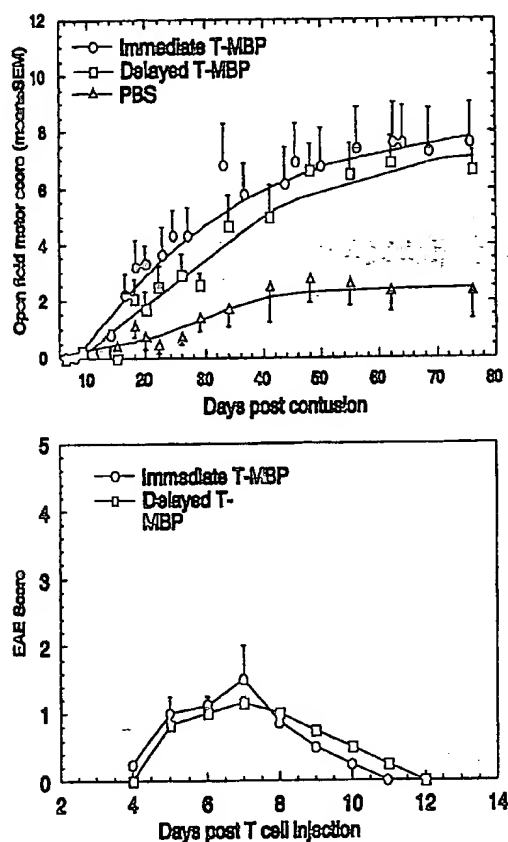 12
10
8
6
4
2
0
Immediate T-MBP
Delayed T-MBP
PBS
Open field motor score (mean±SEM)
10 20 30 40 50 60 70 80
Days post contusion
5
4
3
2
1
0
Immediate T-MBP
Delayed T-
MBP
EAE Score
2 4 6 8 10 12 14
Days post T cell injection